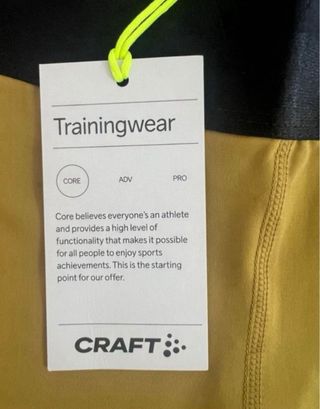 Trainingwear
CORE ADV PRO
Core believes everyone's an athlete
and provides a high level of
functionality that makes it possible
for all people to enjoy sports
achievements. This is the starting
point for our offer.
CRAFT